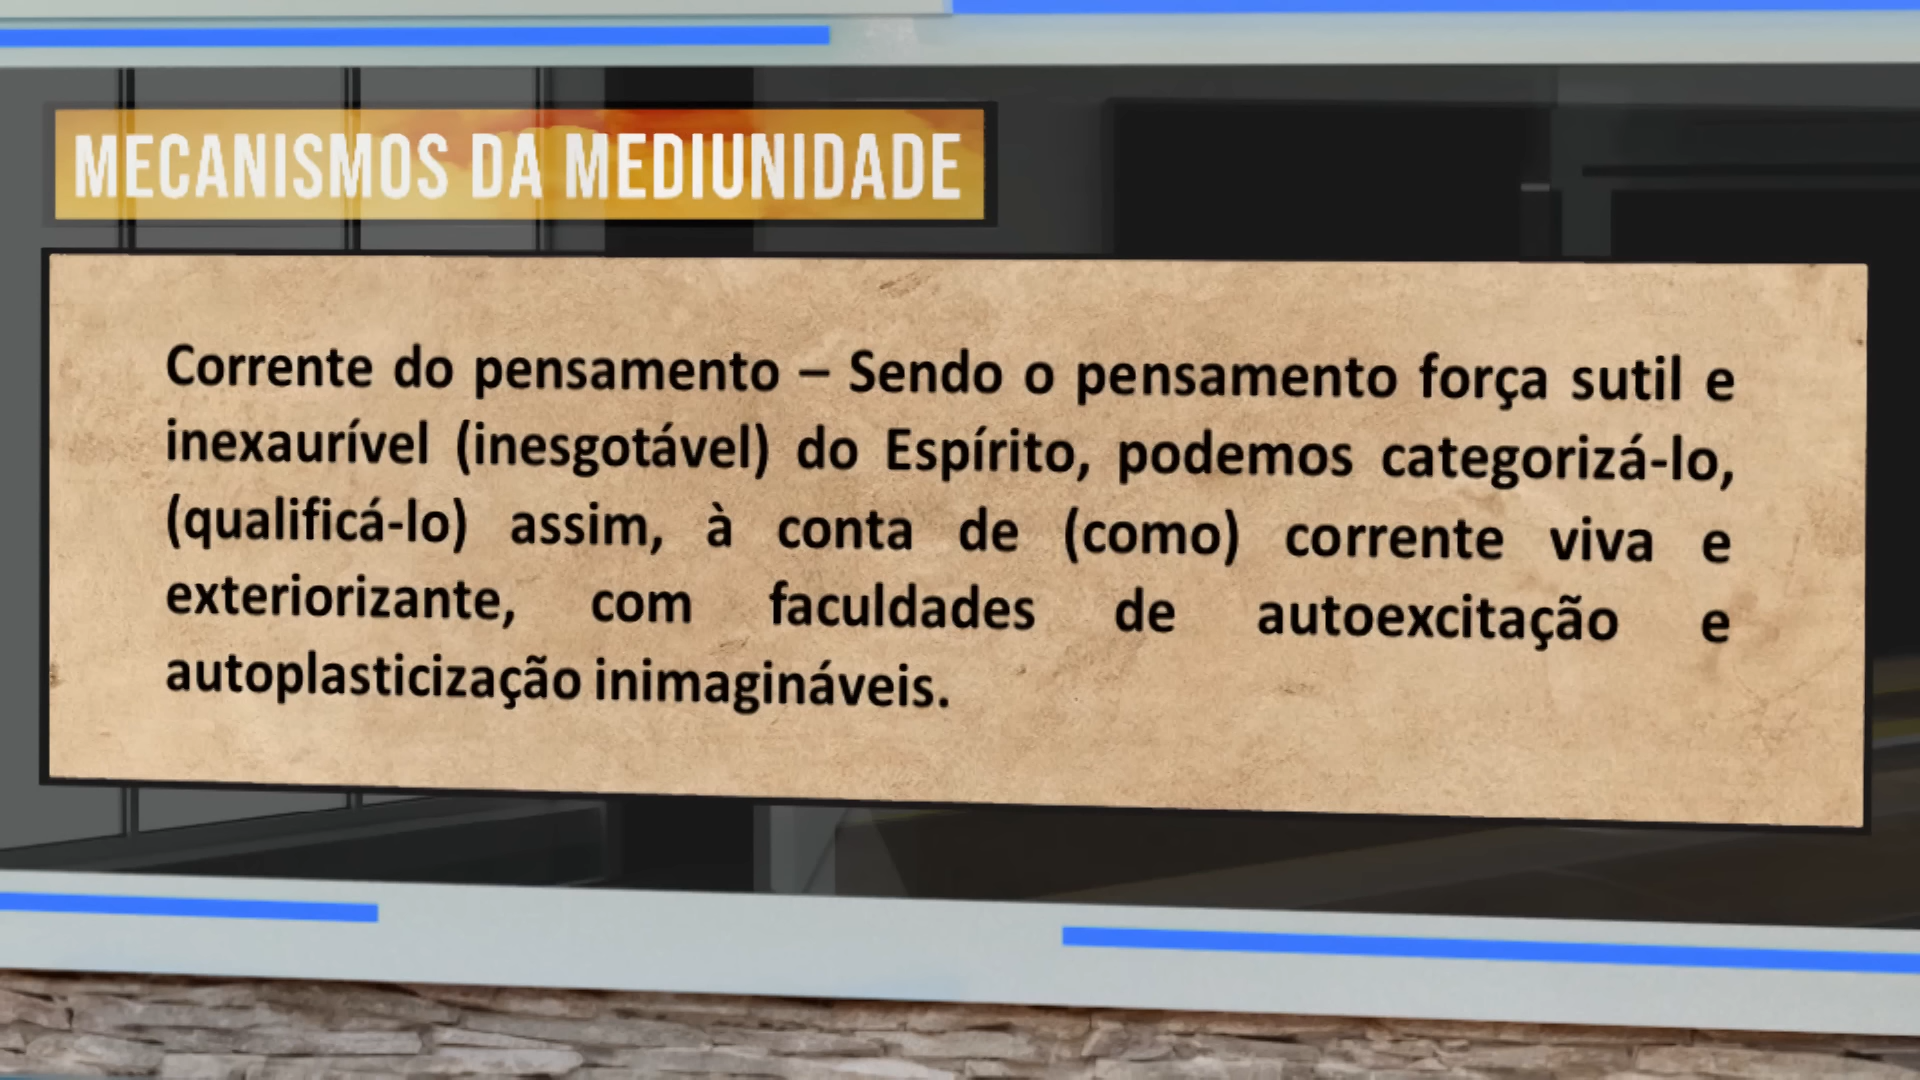 MECANISMOS DA MEDIUNIDADE
Corrente do pensamento – Sendo o pensamento força sutil e
inexaurível (inesgotável) do Espírito, podemos categorizá-lo,
(qualificá-lo) assim, à conta de (como) corrente viva e
exteriorizante, com faculdades de autoexcitação e
autoplasticização inimagináveis.